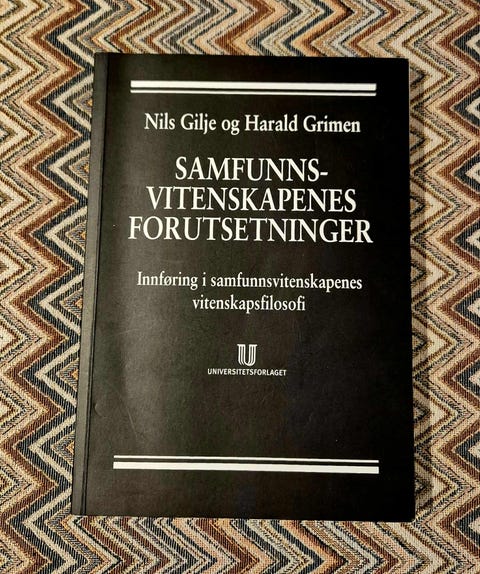 Nils Gilje og Harald Grimen
SAMFUNNS-
VITENSKAPENES
FORUTSETNINGER
Innføring i samfunnsvitenskapenes
vitenskapsfilosofi
UNIVERSITETSFORLAGET